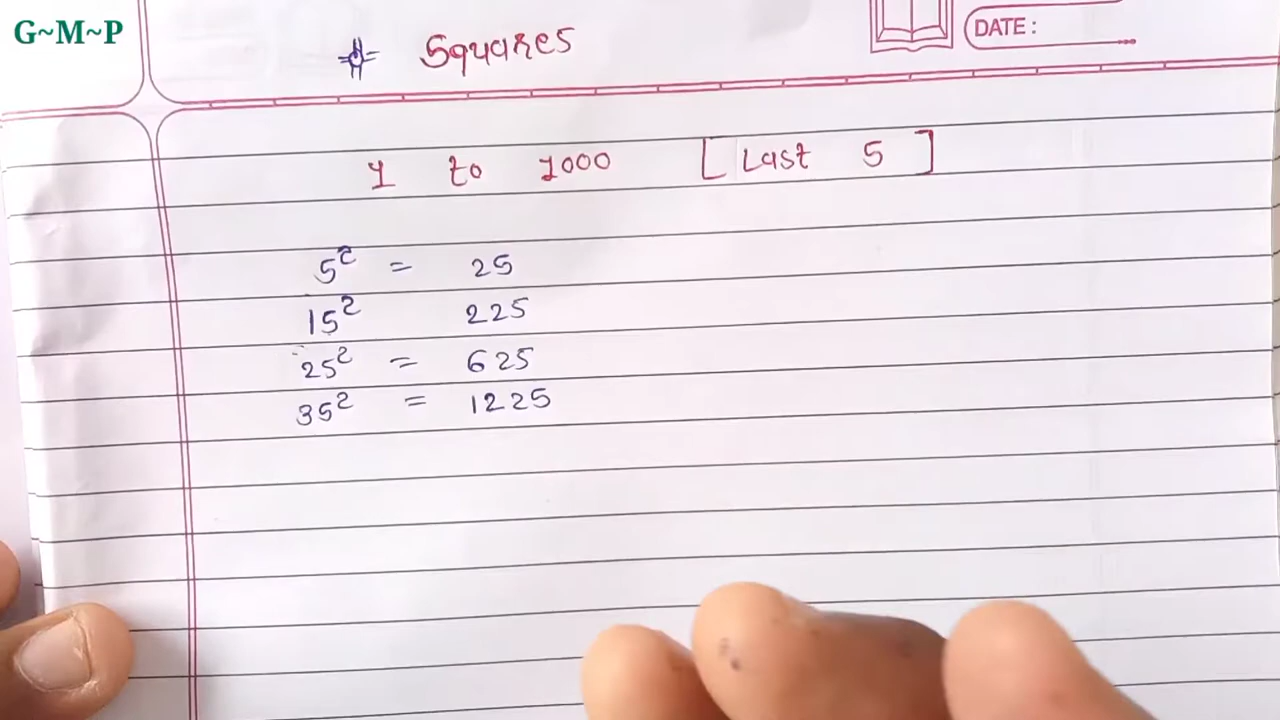 G~M~P
# Squares
DATE :
1 to 1000 [ Last 5 ]
5² = 25
15² 225
25² = 625
35² = 1225